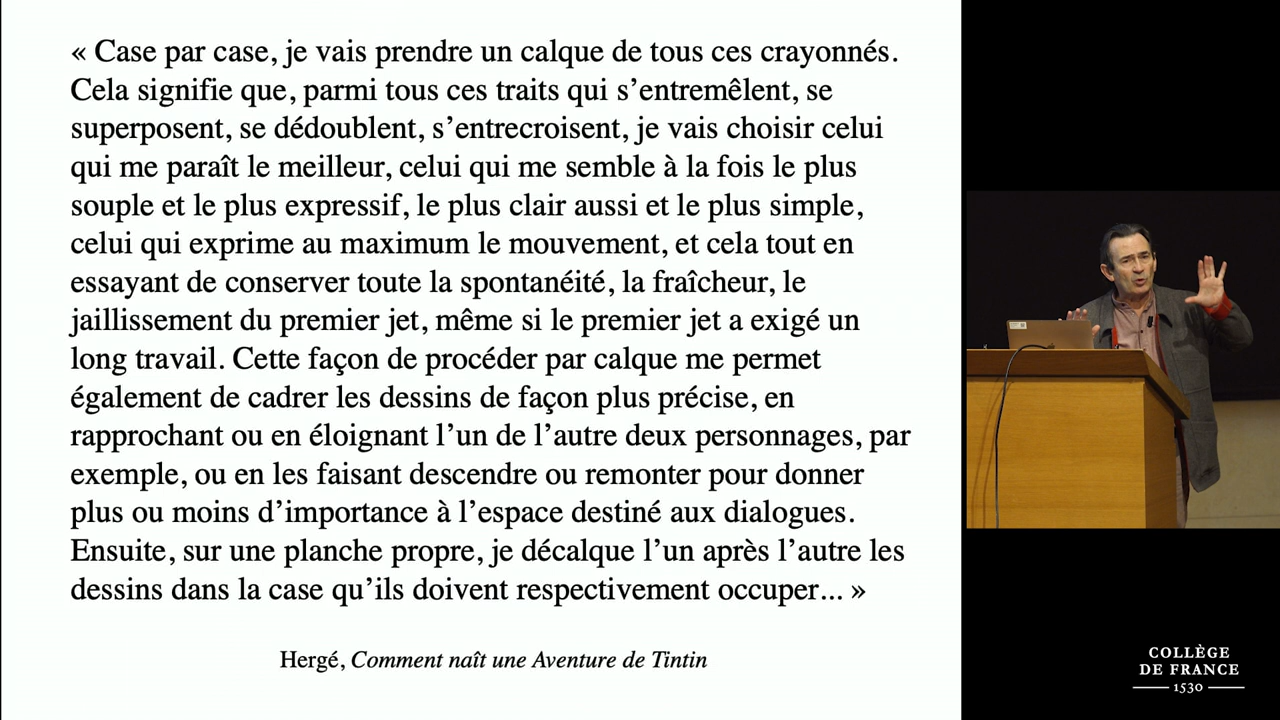 « Case par case, je vais prendre un calque de tous ces crayonnés.
Cela signifie que, parmi tous ces traits qui s’entremêlent, se
superposent, se dédoublent, s’entrecroisent, je vais choisir celui
qui me paraît le meilleur, celui qui me semble à la fois le plus
souple et le plus expressif, le plus clair aussi et le plus simple,
celui qui exprime au maximum le mouvement, et cela tout en
essayant de conserver toute la spontanéité, la fraîcheur, le
jaillissement du premier jet, même si le premier jet a exigé un
long travail. Cette façon de procéder par calque me permet
également de cadrer les dessins de façon plus précise, en
rapprochant ou en éloignant l’un de l’autre deux personnages, par
exemple, ou en les faisant descendre ou remonter pour donner
plus ou moins d’importance à l’espace destiné aux dialogues.
Ensuite, sur une planche propre, je décalque l’un après l’autre les
dessins dans la case qu’ils doivent respectivement occuper... »
Hergé, Comment naît une Aventure de Tintin
COLLÈGE
DE FRANCE
1530